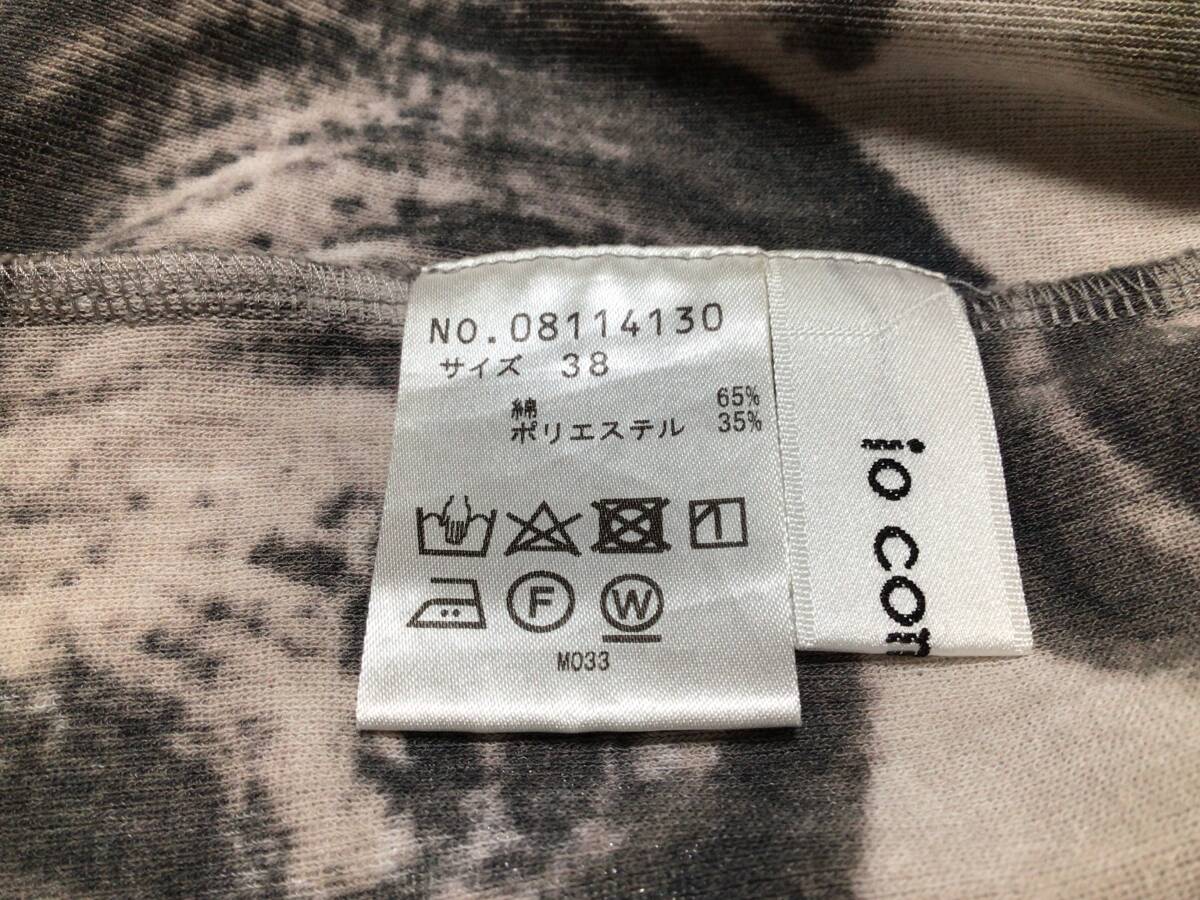 NO.08114130
サイズ 38
綿 65%
ポリエステル 35%
F W
M033
io com